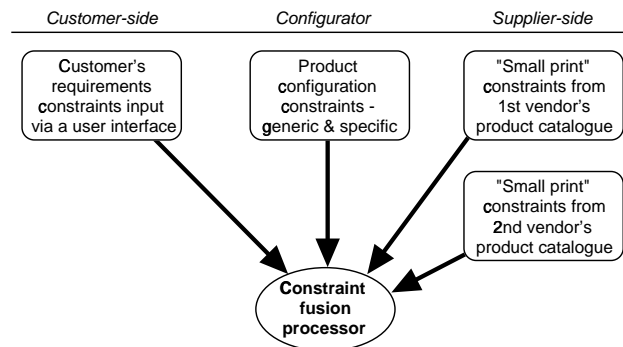 Customer-side
Configurator
Supplier-side
Customer's
requirements
constraints input
via a user interface
Product
configuration
constraints -
generic & specific
"Small print"
constraints from
1st vendor's
product catalogue
"Small print"
constraints from
2nd vendor's
product catalogue
Constraint
fusion
processor